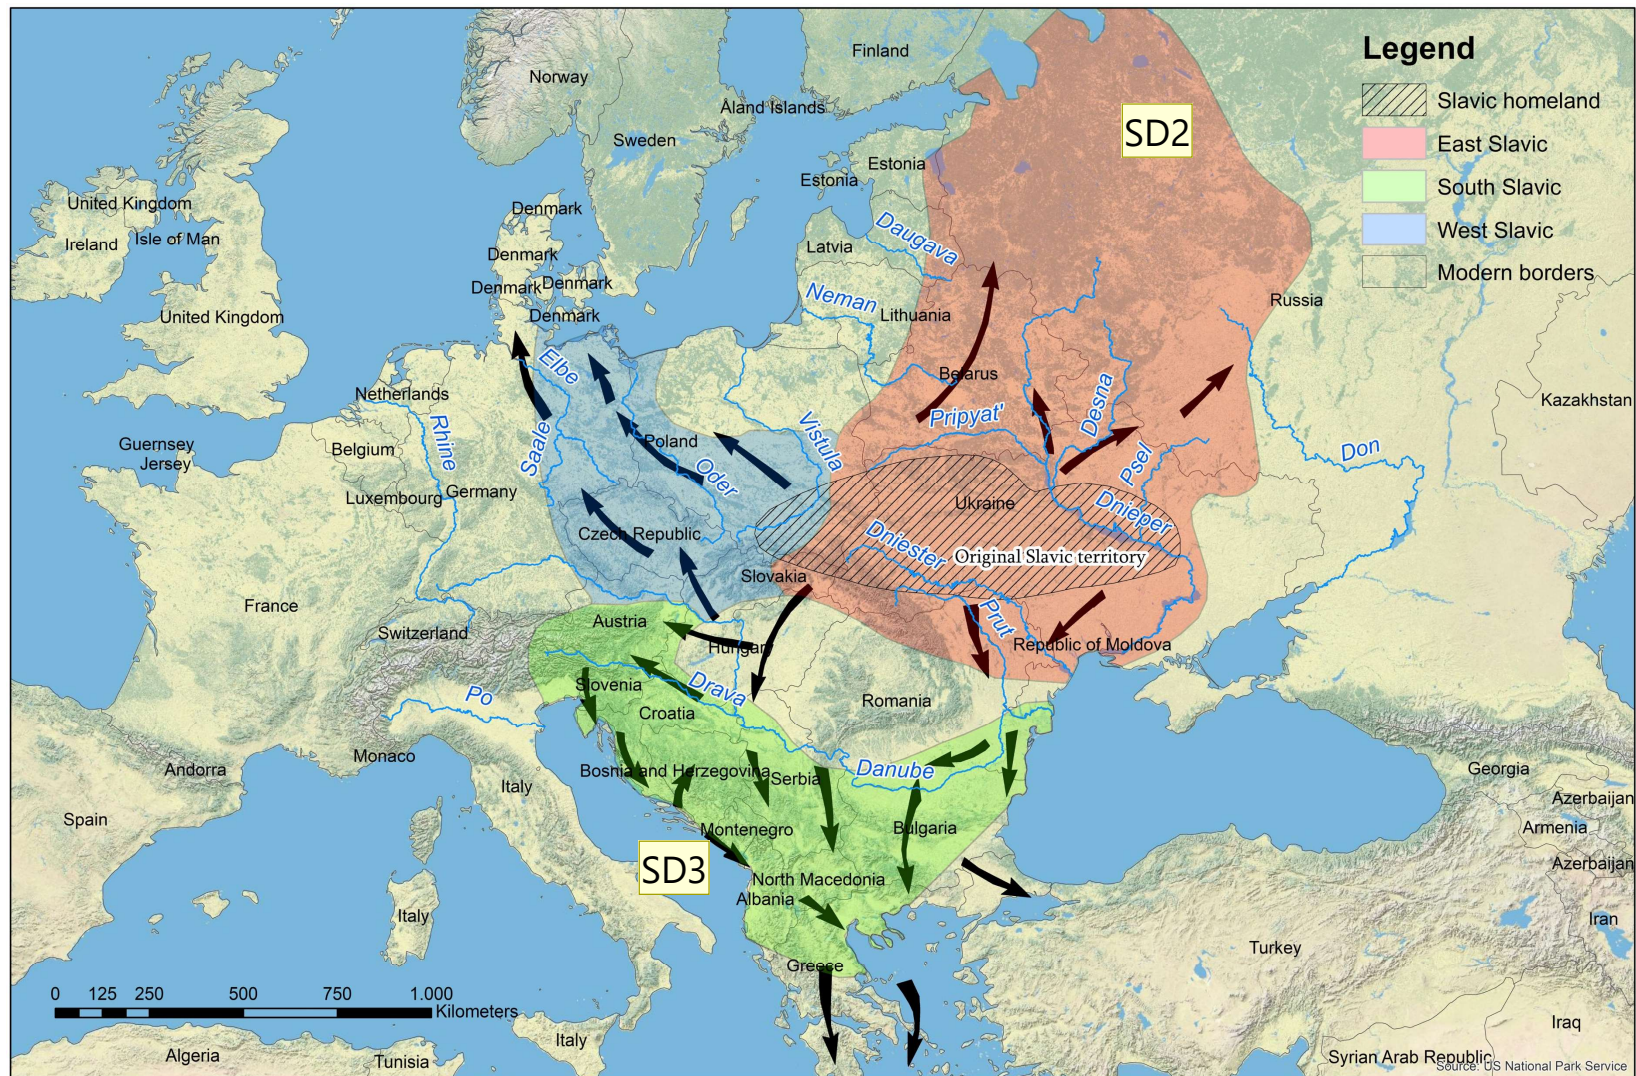 Legend
Slavic homeland
East Slavic
South Slavic
West Slavic
Modern borders
Finland
Norway
Åland Islands
Sweden
SD2
Estonia
Estonia
United Kingdom
Denmark
Isle of Man
Ireland
Daugava
Latvia
Denmark
Denmark
Denmark
Neman
Russia
United Kingdom
Denmark
Lithuania
Elbe
Belarus
Netherlands
Kazakhstan
Pripyat'
Desna
Guernsey
Jersey
Belgium
Rhine
Saale
Poland
Vistula
Oder
Psel
Don
Luxembourg
Germany
Ukraine
Dnieper
Czech Republic
Dniester
Original Slavic territory
Slovakia
France
Austria
Prut
Switzerland
Hungary
Republic of Moldova
Slovenia
Drava
Po
Croatia
Romania
Monaco
Andorra
Italy
Bosnia and Herzegovina
Serbia
Danube
Georgia
Azerbaijan
Spain
Montenegro
Bulgaria
Armenia
SD3
Azerbaijan
North Macedonia
Albania
Italy
Iran
Turkey
Greece
0 125 250 500 750 1.000
Kilometers
Italy
Iraq
Algeria
Tunisia
Syrian Arab Republic
Source: US National Park Service